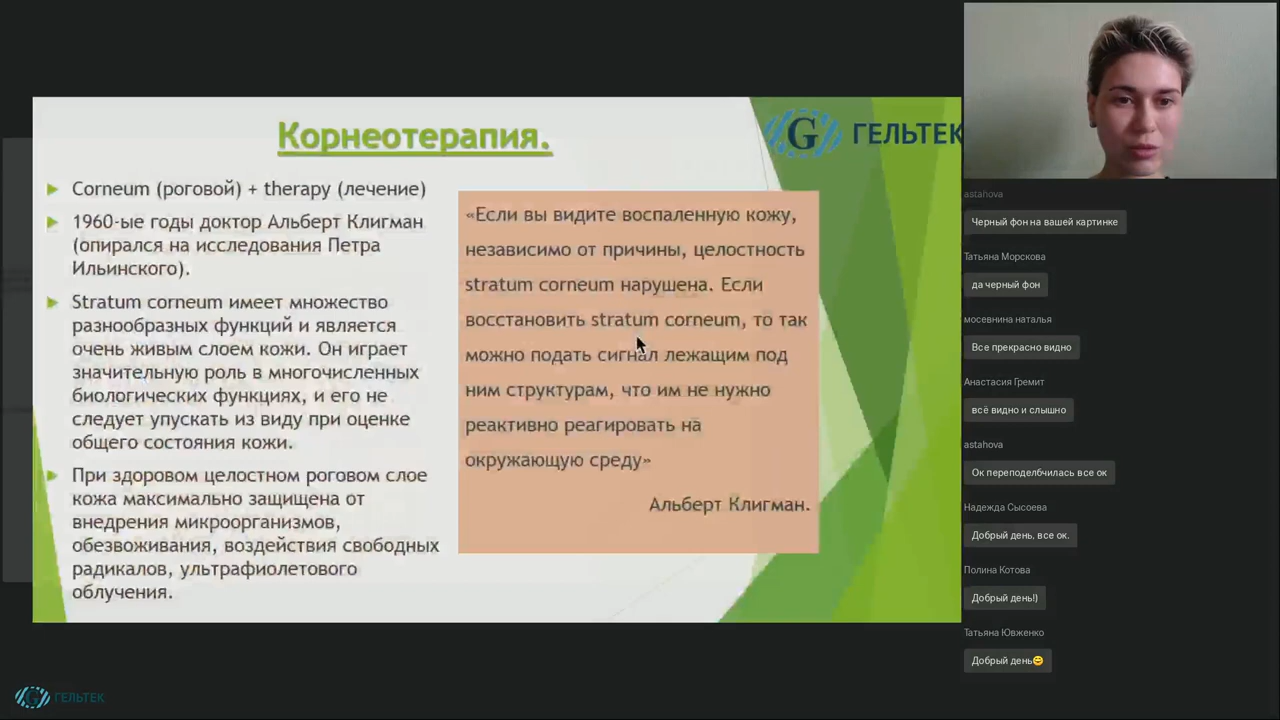 Корнеотерапия.
ГЕЛЬТЕК
Corneum (роговой) + therapy (лечение)
1960-ые годы доктор Альберт Клигман
(опирался на исследования Петра
Ильинского).
Stratum corneum имеет множество
разнообразных функций и является
очень живым слоем кожи. Он играет
значительную роль в многочисленных
биологических функциях, и его не
следует упускать из виду при оценке
общего состояния кожи.
При здоровом целостном роговом слое
кожа максимально защищена от
внедрения микроорганизмов,
обезвоживания, воздействия свободных
радикалов, ультрафиолетового
облучения.
«Если вы видите воспаленную кожу,
независимо от причины, целостность
stratum corneum нарушена. Если
восстановить stratum corneum, то так
можно подать сигнал лежащим под
ним структурам, что им не нужно
реактивно реагировать на
окружающую среду»
Альберт Клигман.
astahova
Черный фон на вашей картинке
Татьяна Морскова
да черный фон
мосевнина наталья
Все прекрасно видно
Анастасия Гремит
всё видно и слышно
astahova
Ок переподелбчилась все ок
Надежда Сысоева
Добрый день, все ок.
Полина Котова
Добрый день!)
Татьяна Ювженко
Добрый день😊
ГЕЛЬТЕК